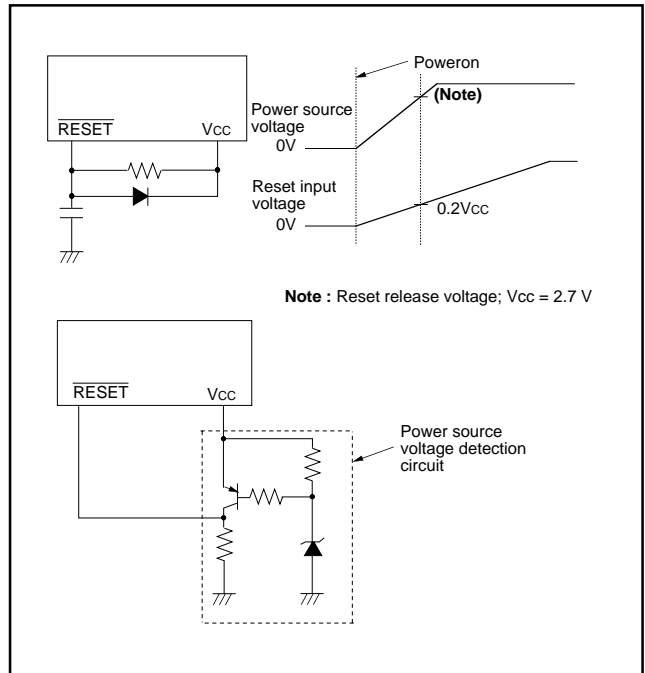 Poweron
(Note)
Power source
voltage
0V
RESET
VCC
Reset input
voltage
0V
0.2VCC
Note : Reset release voltage; Vcc = 2.7 V
RESET
VCC
Power source
voltage detection
circuit